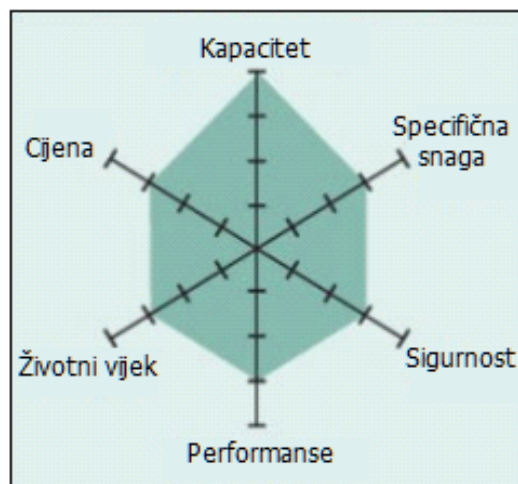 Kapacitet
Cijena
Specifična
snaga
Životni vijek
Sigurnost
Performanse